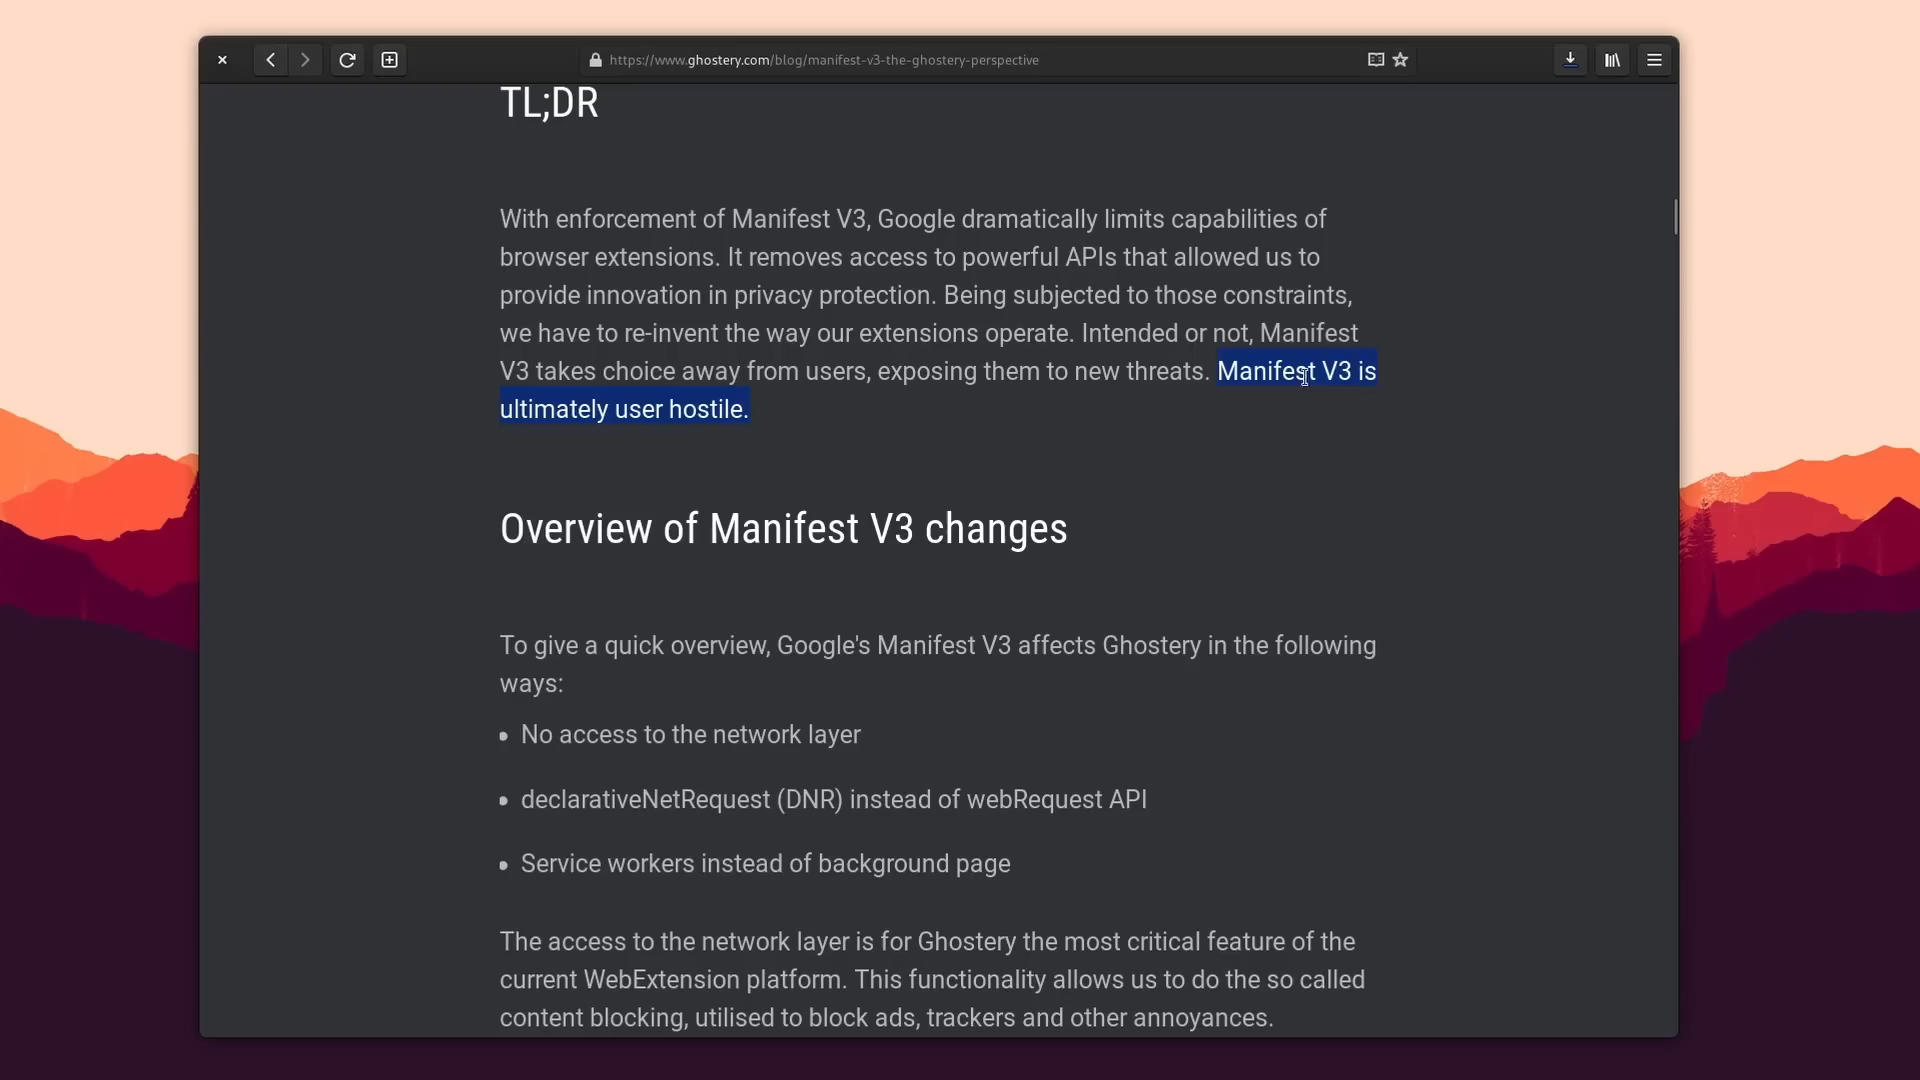 https://www.ghostery.com/blog/manifest-v3-the-ghostery-perspective
TL;DR
With enforcement of Manifest V3, Google dramatically limits capabilities of
browser extensions. It removes access to powerful APIs that allowed us to
provide innovation in privacy protection. Being subjected to those constraints,
we have to re-invent the way our extensions operate. Intended or not, Manifest
V3 takes choice away from users, exposing them to new threats. Manifest V3 is
ultimately user hostile.
Overview of Manifest V3 changes
To give a quick overview, Google's Manifest V3 affects Ghostery in the following
ways:
• No access to the network layer
• declarativeNetRequest (DNR) instead of webRequest API
• Service workers instead of background page
The access to the network layer is for Ghostery the most critical feature of the
current WebExtension platform. This functionality allows us to do the so called
content blocking, utilised to block ads, trackers and other annoyances.